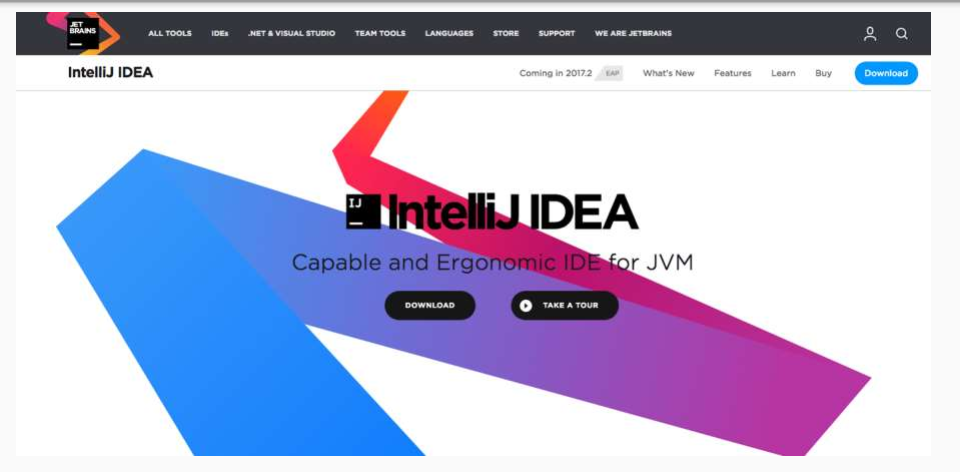 JET
BRAINS
ALL TOOLS IDEs .NET & VISUAL STUDIO TEAM TOOLS LANGUAGES STORE SUPPORT WE ARE JETBRAINS
IntelliJ IDEA Coming in 2017.2 EAP What's New Features Learn Buy Download
IJ IntelliJ IDEA
Capable and Ergonomic IDE for JVM
DOWNLOAD TAKE A TOUR